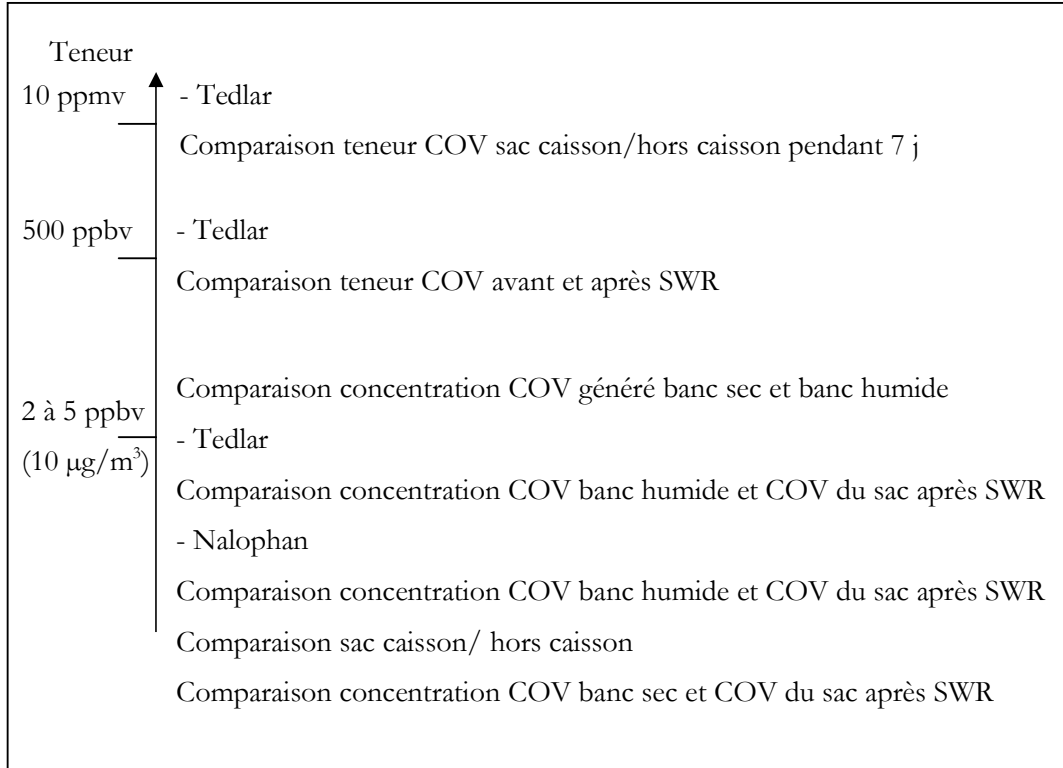 Teneur
10 ppmv
- Tedlar
Comparaison teneur COV sac caisson/hors caisson pendant 7 j
500 ppbv
- Tedlar
Comparaison teneur COV avant et après SWR
Comparaison concentration COV généré banc sec et banc humide
2 à 5 ppbv
(10 µg/m³)
- Tedlar
Comparaison concentration COV banc humide et COV du sac après SWR
- Nalophan
Comparaison concentration COV banc humide et COV du sac après SWR
Comparaison sac caisson/ hors caisson
Comparaison concentration COV banc sec et COV du sac après SWR